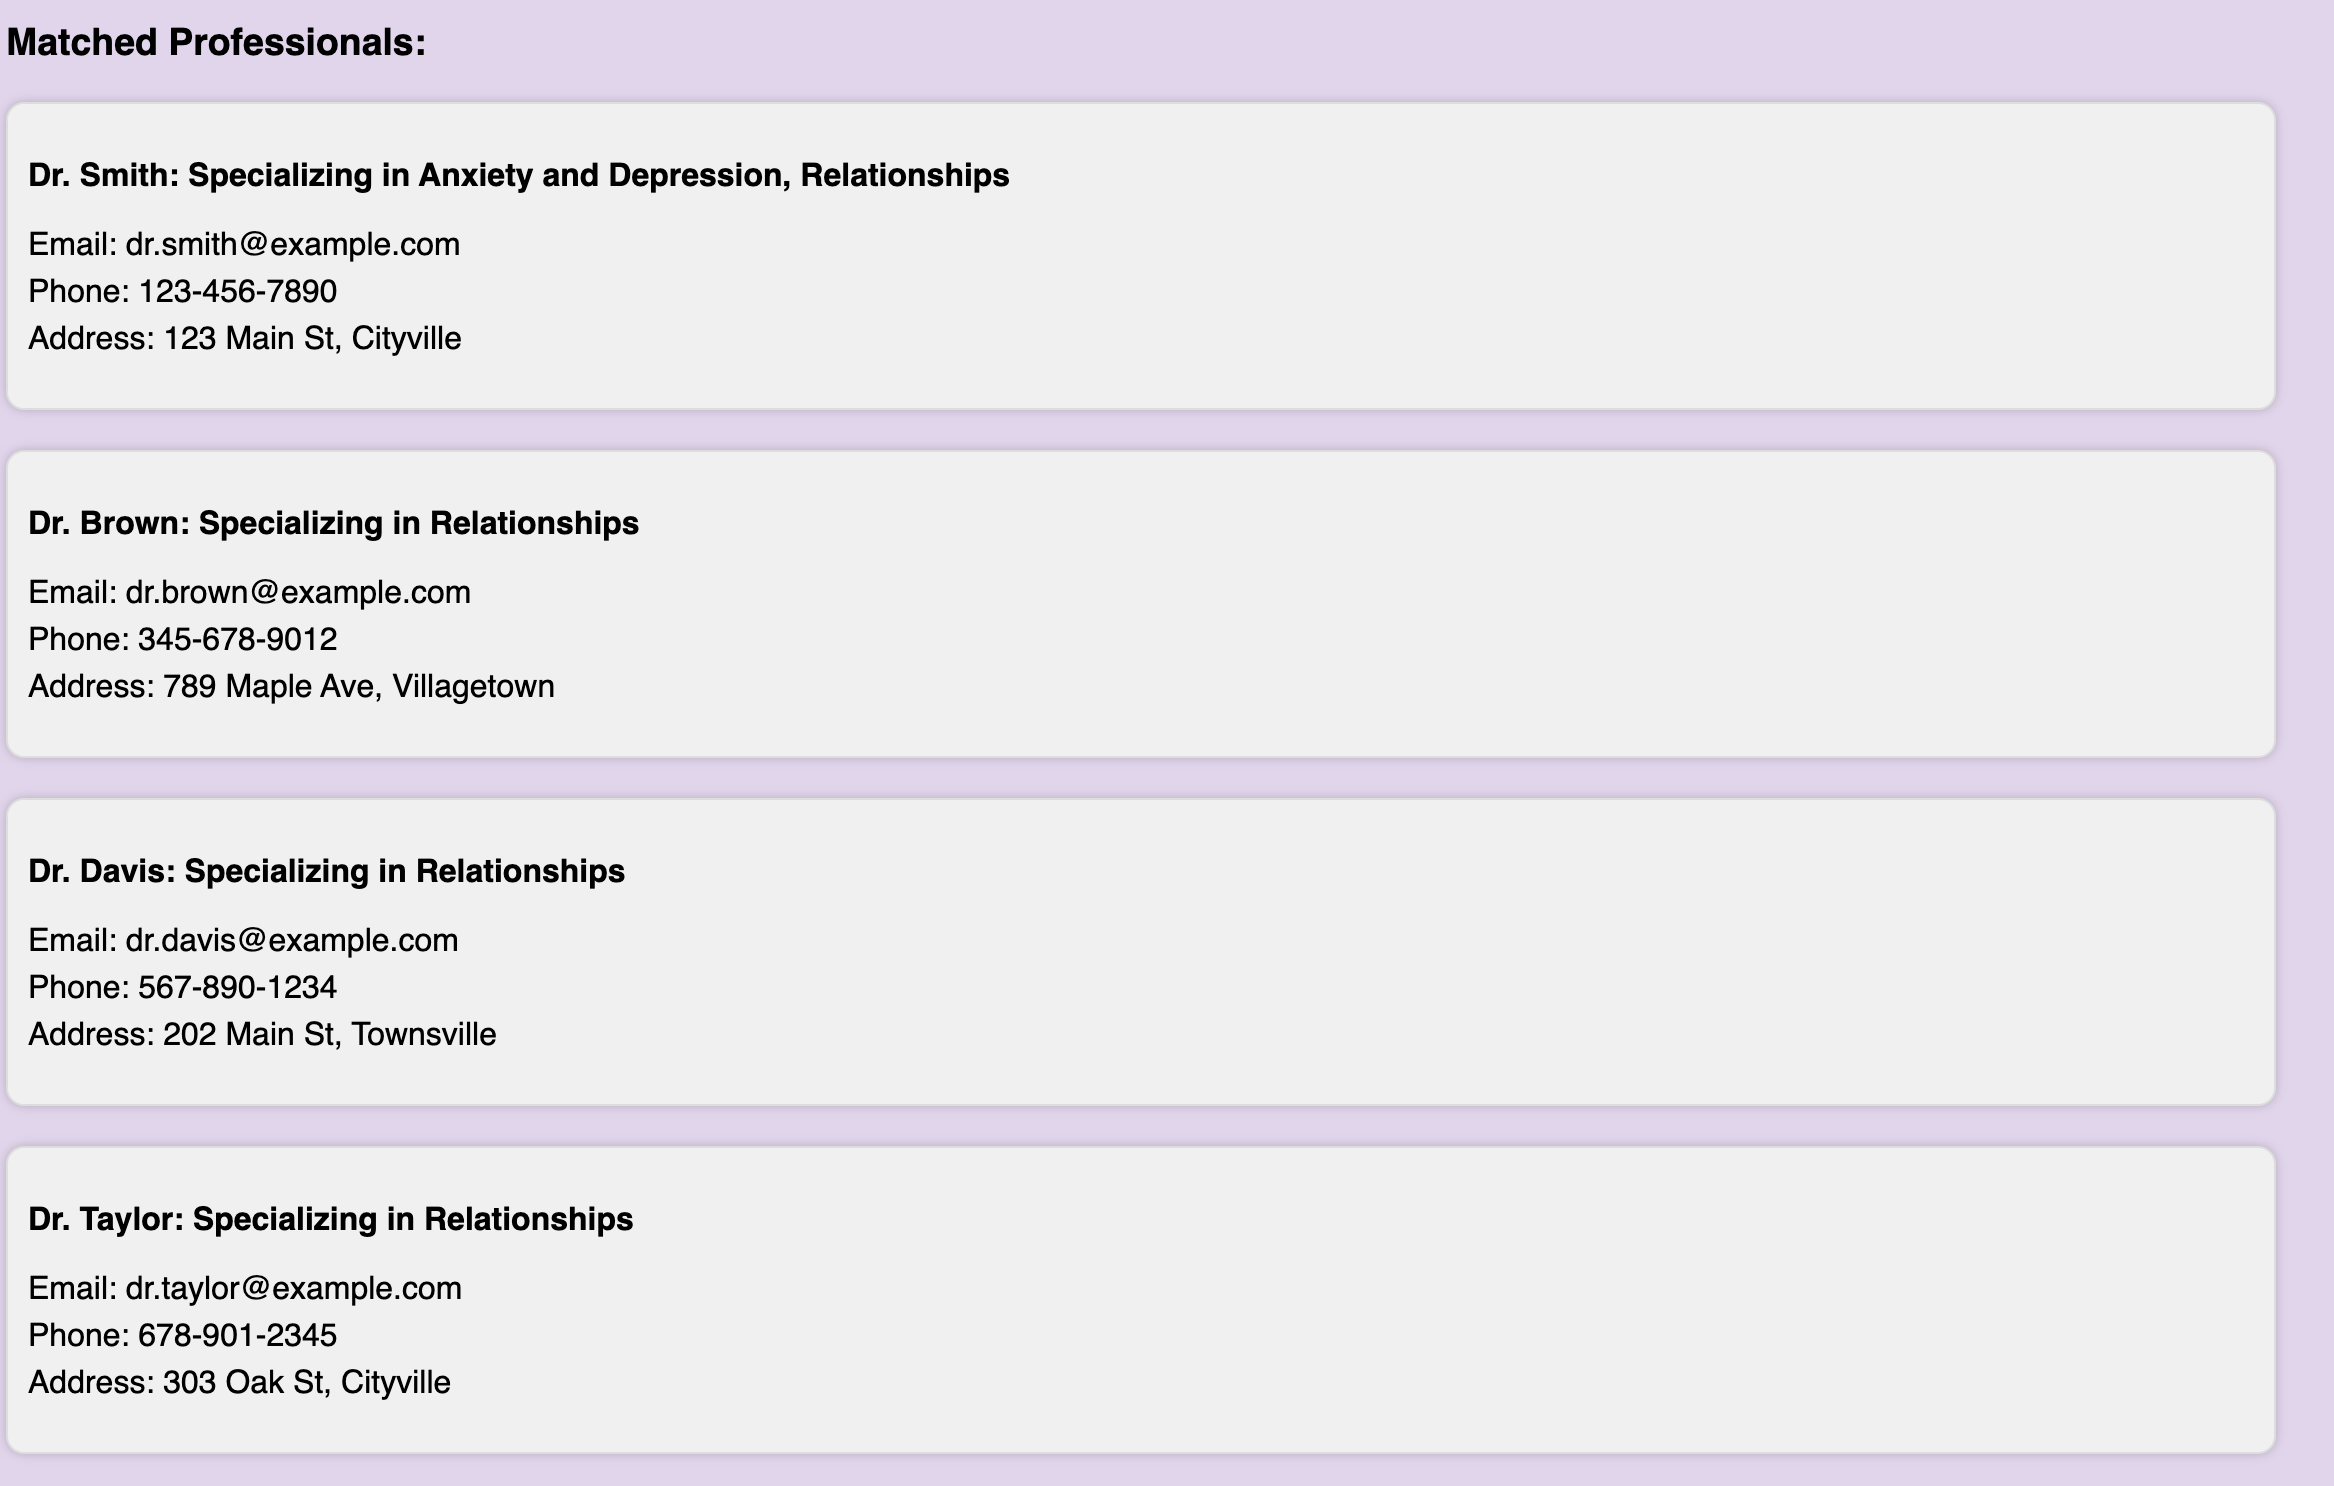 Matched Professionals:
Dr. Smith: Specializing in Anxiety and Depression, Relationships
Email: dr.smith@example.com
Phone: 123-456-7890
Address: 123 Main St, Cityville
Dr. Brown: Specializing in Relationships
Email: dr.brown@example.com
Phone: 345-678-9012
Address: 789 Maple Ave, Villagetown
Dr. Davis: Specializing in Relationships
Email: dr.davis@example.com
Phone: 567-890-1234
Address: 202 Main St, Townsville
Dr. Taylor: Specializing in Relationships
Email: dr.taylor@example.com
Phone: 678-901-2345
Address: 303 Oak St, Cityville